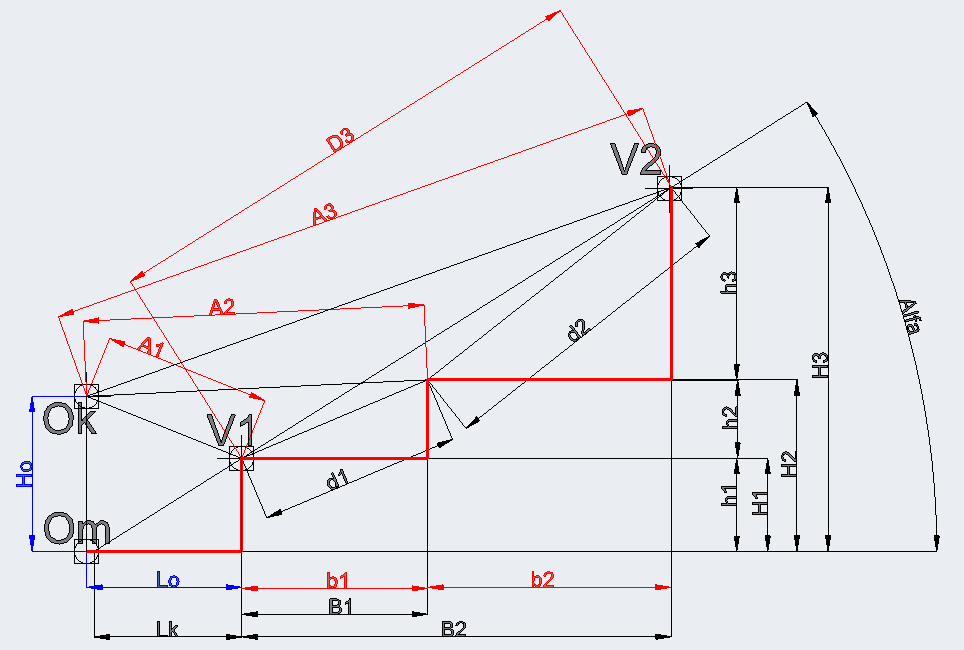 D3
V2
A3
A2
h3
Alfa
d2
A1
H3
Ok
V1
h2
H2
Ho
d1
h1
H1
Om
Lo
b1
b2
B1
Lk
B2